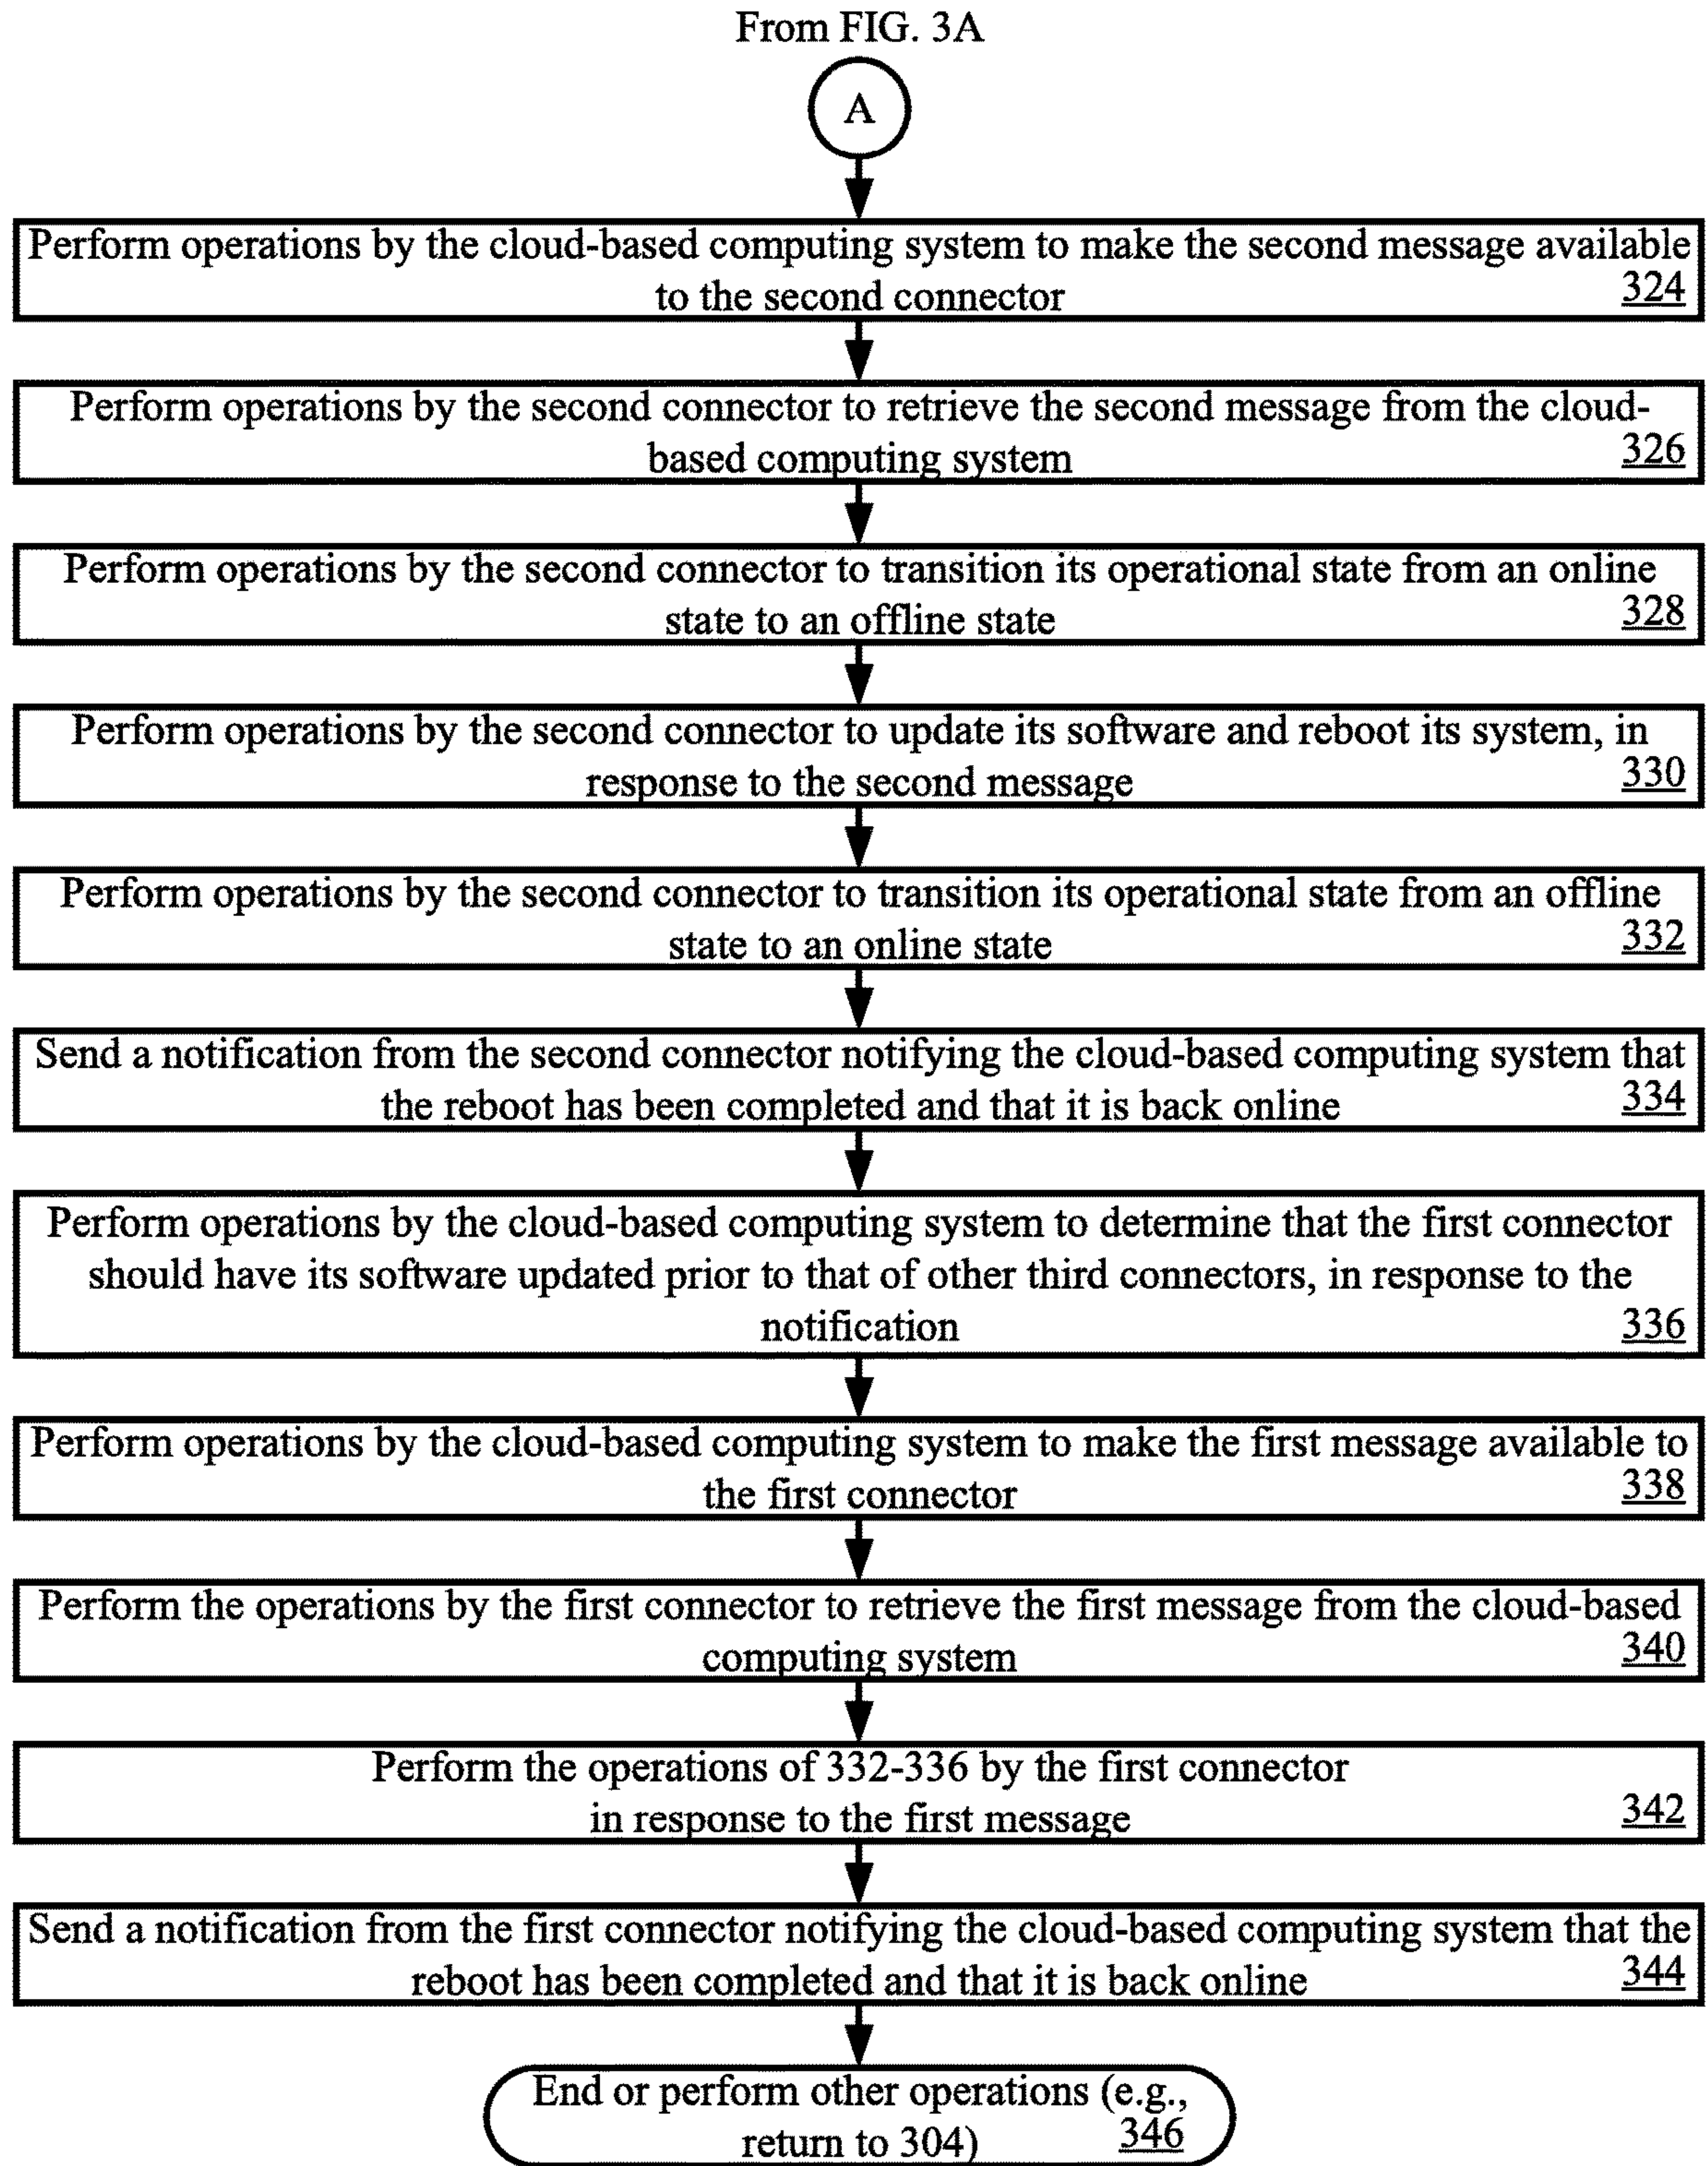 From FIG. 3A
A
Perform operations by the cloud-based computing system to make the second message available
to the second connector
324
Perform operations by the second connector to retrieve the second message from the cloud-
based computing system
326
Perform operations by the second connector to transition its operational state from an online
state to an offline state
328
Perform operations by the second connector to update its software and reboot its system, in
response to the second message
330
Perform operations by the second connector to transition its operational state from an offline
state to an online state
332
Send a notification from the second connector notifying the cloud-based computing system that
the reboot has been completed and that it is back online
334
Perform operations by the cloud-based computing system to determine that the first connector
should have its software updated prior to that of other third connectors, in response to the
notification
336
Perform operations by the cloud-based computing system to make the first message available to
the first connector
338
Perform the operations by the first connector to retrieve the first message from the cloud-based
computing system
340
Perform the operations of 332-336 by the first connector
in response to the first message
342
Send a notification from the first connector notifying the cloud-based computing system that the
reboot has been completed and that it is back online
344
End or perform other operations (e.g.,
return to 304)
346